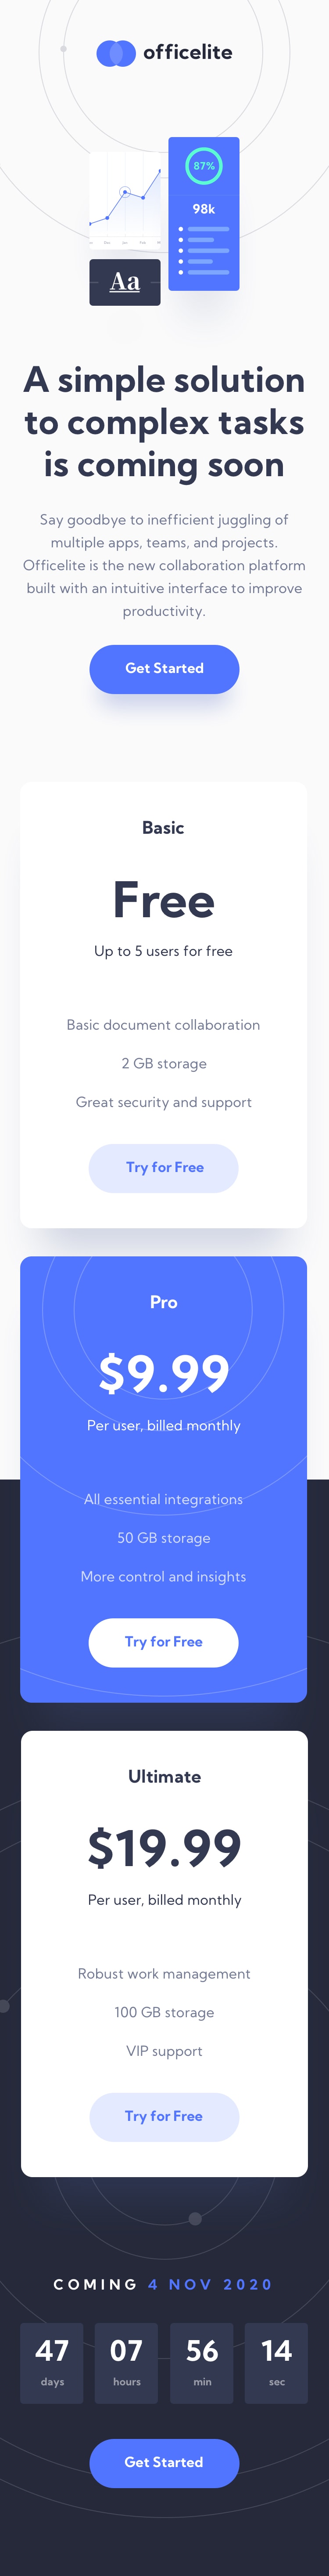 officelite
87%
98k
Aa
A simple solution
to complex tasks
is coming soon
Say goodbye to inefficient juggling of
multiple apps, teams, and projects.
Officelite is the new collaboration platform
built with an intuitive interface to improve
productivity.
Get Started
Basic
Free
Up to 5 users for free
Basic document collaboration
2 GB storage
Great security and support
Try for Free
Pro
$9.99
Per user, billed monthly
All essential integrations
50 GB storage
More control and insights
Try for Free
Ultimate
$19.99
Per user, billed monthly
Robust work management
100 GB storage
VIP support
Try for Free
COMING 4 NOV 2020
47 07 56 14
days hours min sec
Get Started